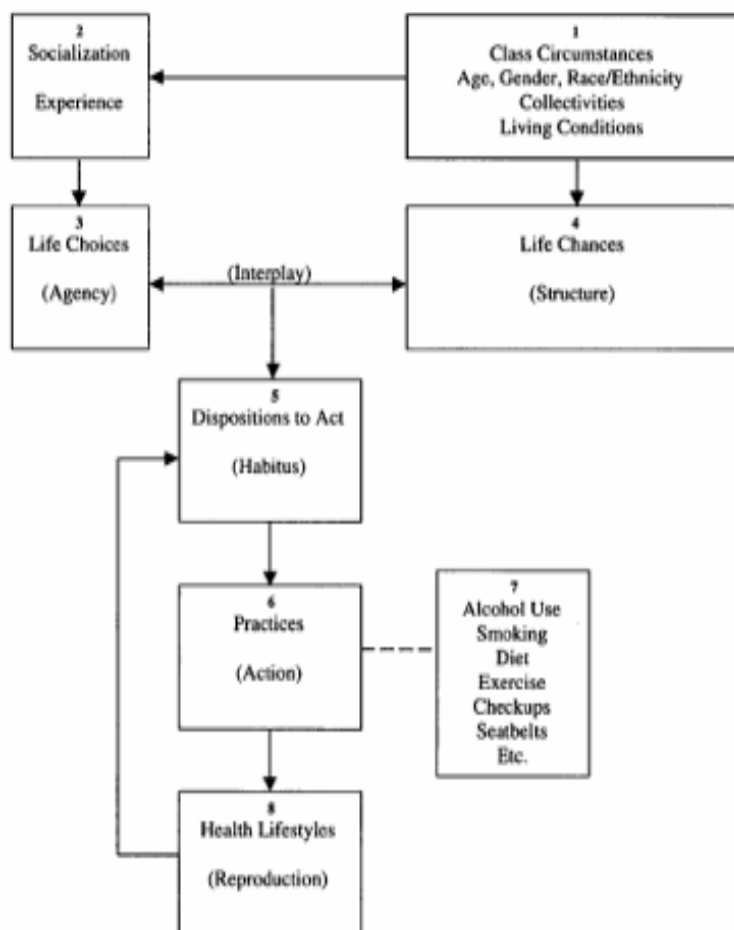 2
Socialization
Experience
1
Class Circumstances
Age, Gender, Race/Ethnicity
Collectivities
Living Conditions
3
Life Choices
(Agency)
(Interplay)
4
Life Chances
(Structure)
5
Dispositions to Act
(Habitus)
6
Practices
(Action)
7
Alcohol Use
Smoking
Diet
Exercise
Checkups
Seatbelts
Etc.
8
Health Lifestyles
(Reproduction)